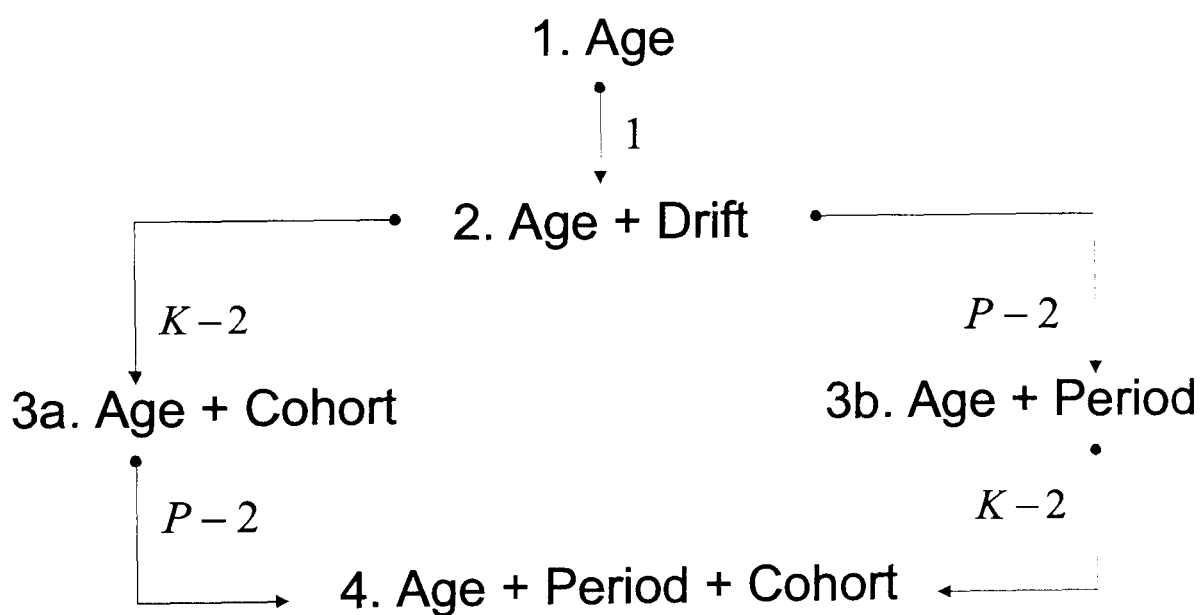 1. Age
1
2. Age + Drift
K – 2
P – 2
3a. Age + Cohort
3b. Age + Period
P – 2
K – 2
4. Age + Period + Cohort